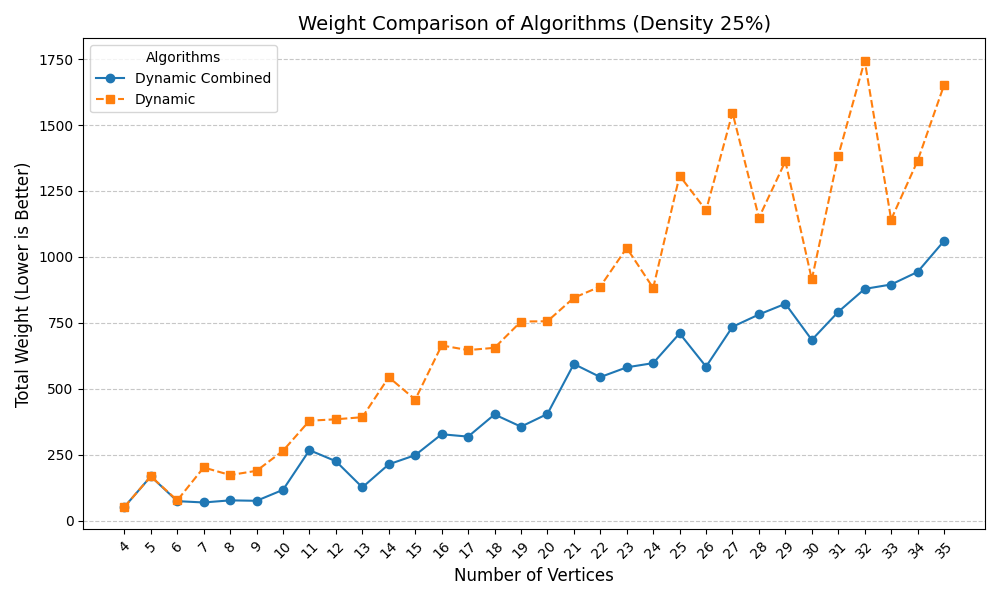 Weight Comparison of Algorithms (Density 25%)
Algorithms
Dynamic Combined
Dynamic
Total Weight (Lower is Better)
1750
1500
1250
1000
750
500
250
0
4 5 6 7 8 9 10 11 12 13 14 15 16 17 18 19 20 21 22 23 24 25 26 27 28 29 30 31 32 33 34 35
Number of Vertices